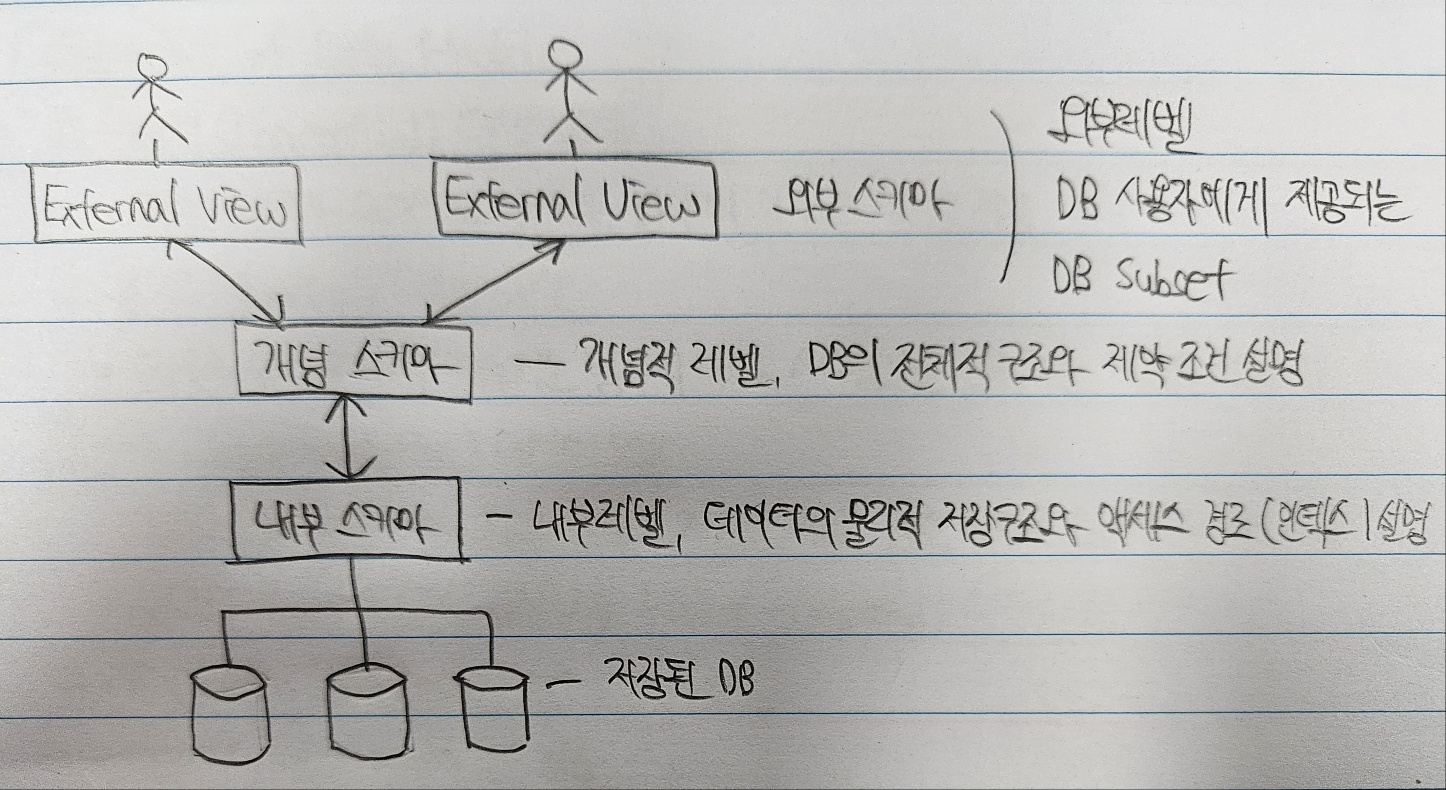 외부레벨
External View External View 외부 스키마 DB 사용자에게 제공되는
DB Subset
개념 스키마 — 개념적 레벨, DB의 전체적 구조와 제약 조건 설명
내부 스키마 - 내부레벨, 데이터의 물리적 저장구조와 액세스 경로(인덱스) 설명
— 저장된 DB